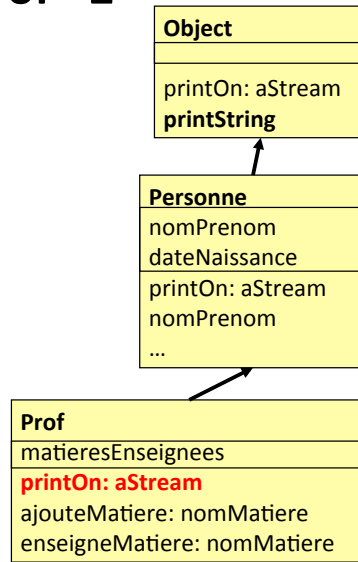 Object
printOn: aStream
printString
Personne
nomPrenom
dateNaissance
printOn: aStream
nomPrenom
...
Prof
matieresEnseignees
printOn: aStream
ajouteMatiere: nomMatiere
enseigneMatiere: nomMatiere